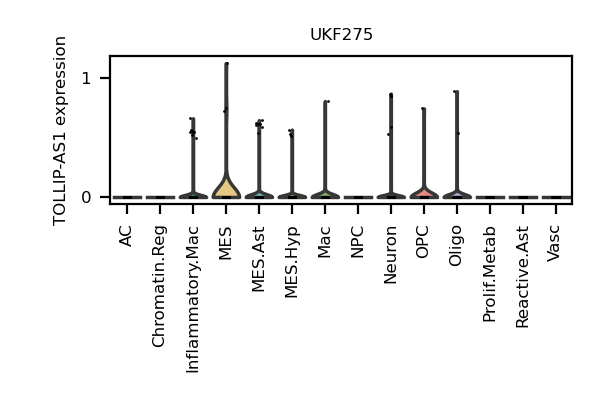 UKF275
TOLLIP-AS1 expression
1
0
AC
Chromatin.Reg
Inflammatory.Mac
MES
MES.Ast
MES.Hyp
Mac
NPC
Neuron
OPC
Oligo
Prolif.Metab
Reactive.Ast
Vasc